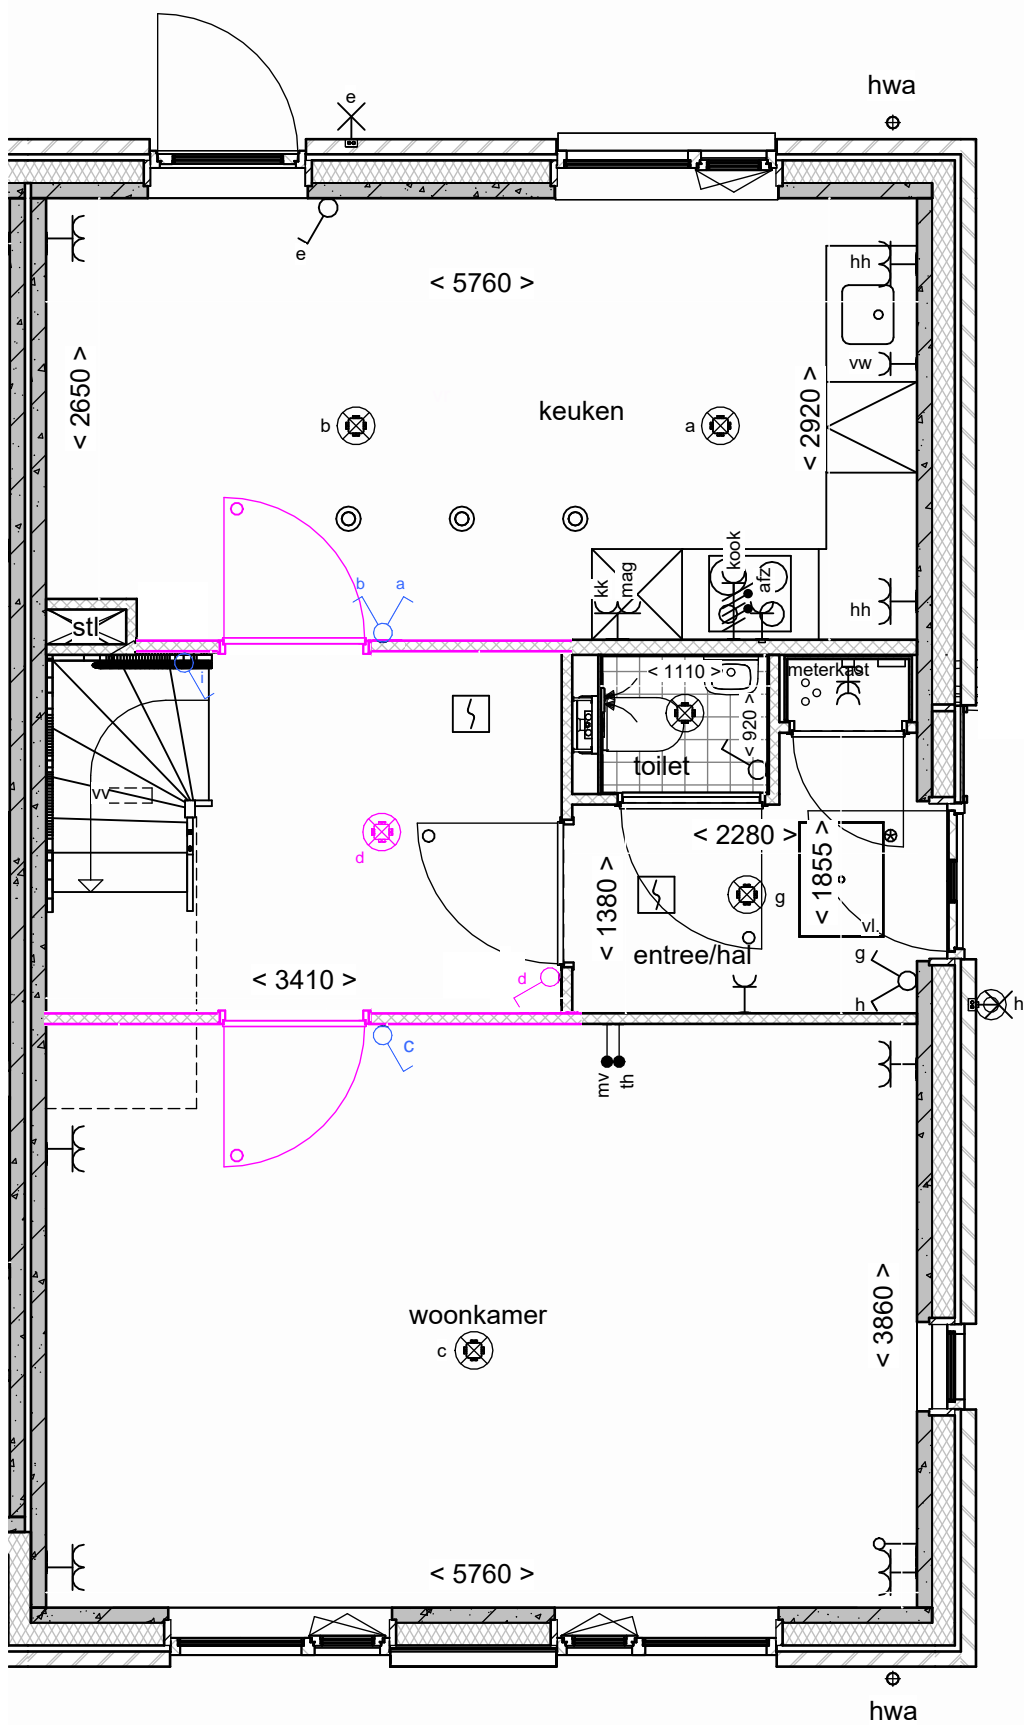 hwa
e
e
< 5760 >
hh
< 2650 >
vw
< 2920 >
keuken
b
a
kook
b
a
kk
mag
afz
hh
stl
< 1110 >
meterkast
i
< 920 >
toilet
vv
d
< 2280 >
< 1855 >
< 1380 >
g
vl.
entree/hal
g
< 3410 >
d
h
h
c
mv
th
woonkamer
c
< 3860 >
< 5760 >
hwa